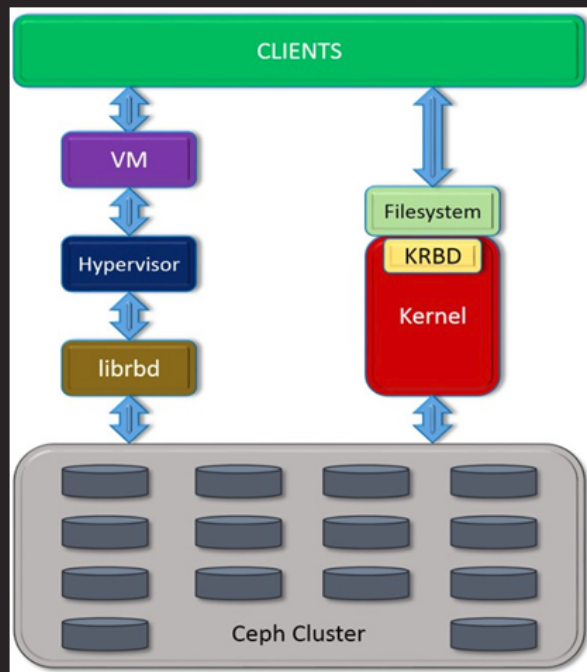 CLIENTS
VM
Hypervisor
librbd
Filesystem
KRBD
Kernel
Ceph Cluster